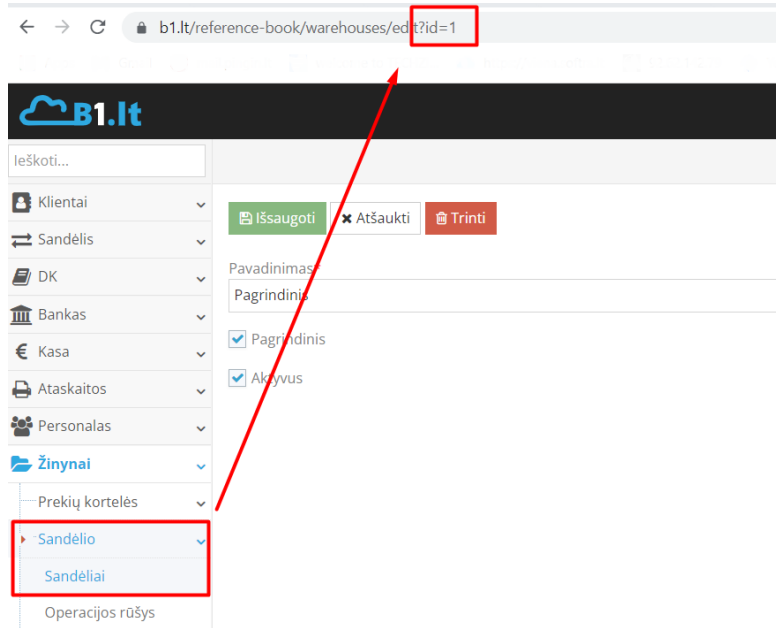 b1.lt/reference-book/warehouses/edit?id=1
B1.lt
Ieškoti...
Klientai
Sandėlis
DK
Bankas
Kasa
Ataskaitos
Personalas
Žinynai
Prekių kortelės
Sandėlio
Sandėliai
Operacijos rūšys
Išsaugoti
Atšaukti
Trinti
Pavadinimas*
Pagrindinis
Pagrindinis
Aktyvus